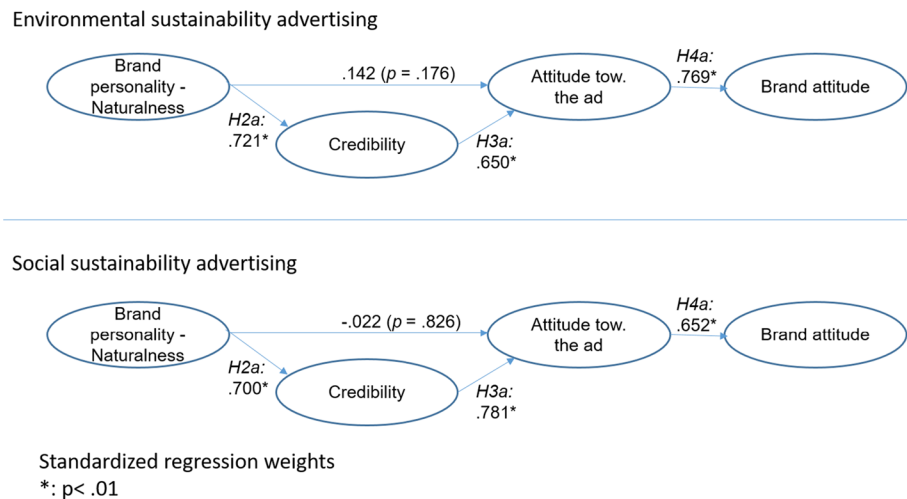 Environmental sustainability advertising
Brand
personality -
Naturalness
.142 (p = .176)
Attitude tow.
the ad
H4a:
.769*
Brand attitude
H2a:
.721*
Credibility
H3a:
.650*
Social sustainability advertising
Brand
personality -
Naturalness
-.022 (p = .826)
Attitude tow.
the ad
H4a:
.652*
Brand attitude
H2a:
.700*
Credibility
H3a:
.781*
Standardized regression weights
*: p< .01